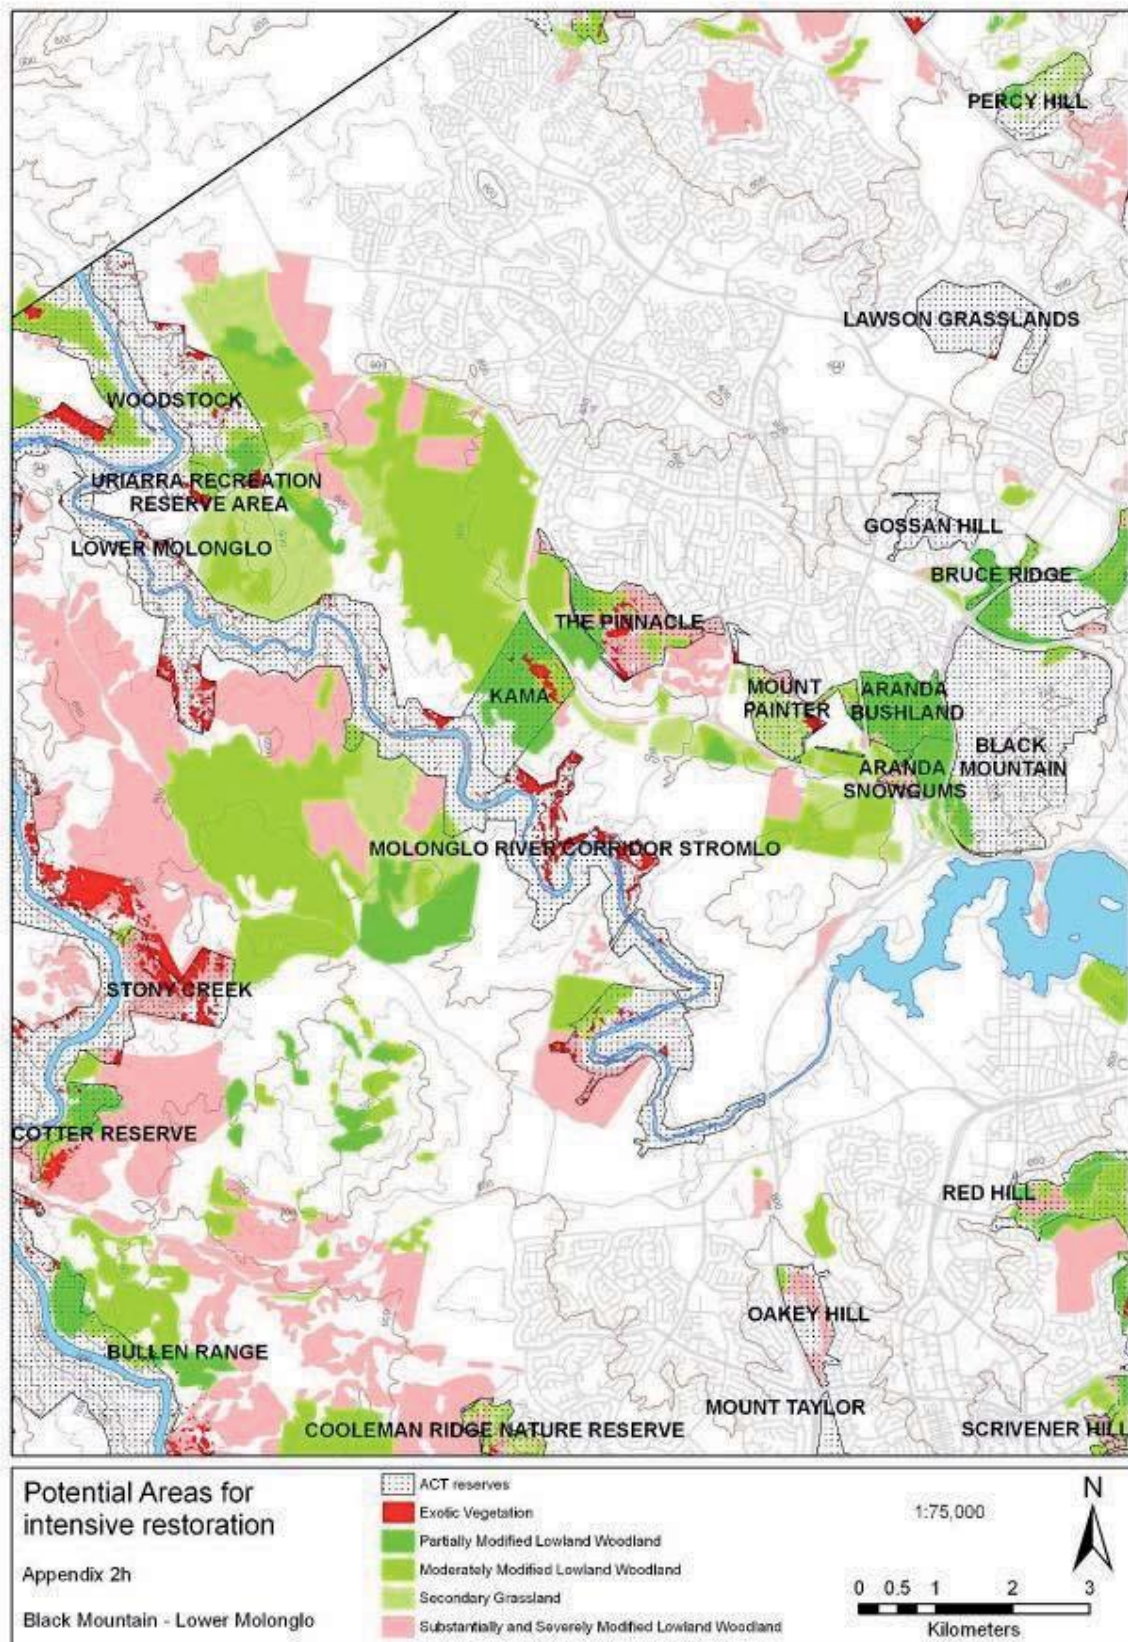 PERCY HILL
LAWSON GRASSLANDS
WOODSTOCK
URIARRA RECREATION
RESERVE AREA
GOSSAN HILL
LOWER MOLONGLO
BRUCE RIDGE
THE PINNACLE
KAMA
MOUNT
PAINTER
ARANDA
BUSHLAND
BLACK
MOUNTAIN
ARANDA
SNOWGUMS
MOLONGLO RIVER CORRIDOR STROMLO
STONY CREEK
COTTER RESERVE
RED HILL
OAKEY HILL
BULLEN RANGE
MOUNT TAYLOR
COOLEMAN RIDGE NATURE RESERVE
SCRIVENER HILL
Potential Areas for
intensive restoration
Appendix 2h
Black Mountain - Lower Molonglo
ACT reserves
Exotic Vegetation
Partially Modified Lowland Woodland
Moderately Modified Lowland Woodland
Secondary Grassland
Substantially and Severely Modified Lowland Woodland
1:75,000
N
0 0.5 1 2 3
Kilometers